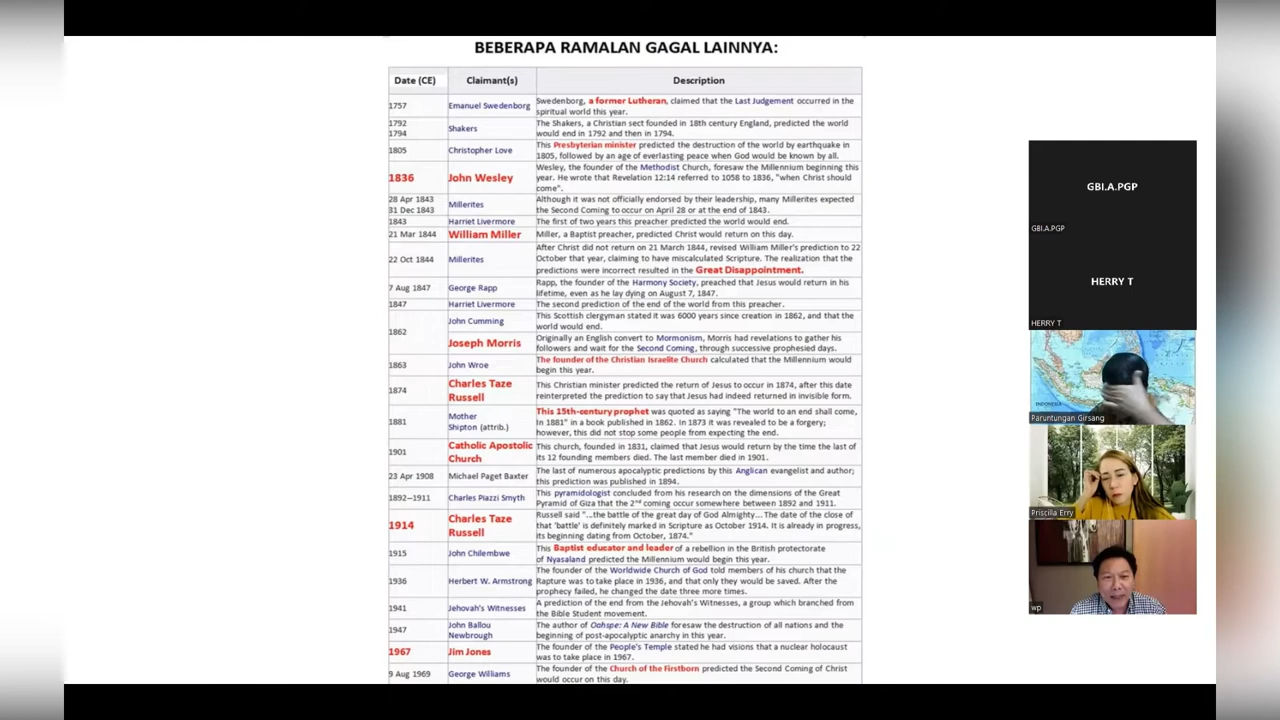 BEBERAPA RAMALAN GAGAL LAINNYA:
Date (CE) Claimant(s) Description
1757 Emanuel Swedenborg Swedenborg, a former Lutheran, claimed that the Last Judgement occurred in the
spiritual world this year.
1792
1794 Shakers The Shakers, a Christian sect founded in 18th century England, predicted the world
would end in 1792 and then in 1794.
1805 Christopher Love This Presbyterian minister predicted the destruction of the world by earthquake in
1805, followed by an age of everlasting peace when God would be known by all.
1836 John Wesley Wesley, the founder of the Methodist Church, foresaw the Millennium beginning this
year. He wrote that Revelation 12:14 referred to 1058 to 1836, "when Christ should
come".
28 Apr 1843
31 Dec 1843 Millerites Although it was not officially endorsed by their leadership, many Millerites expected
the Second Coming to occur on April 28 or at the end of 1843.
1843 Harriet Livermore The first of two years this preacher predicted the world would end.
21 Mar 1844 William Miller Miller, a Baptist preacher, predicted Christ would return on this day.
22 Oct 1844 Millerites After Christ did not return on 21 March 1844, revised William Miller's prediction to 22
October that year, claiming to have miscalculated Scripture. The realization that the
predictions were incorrect resulted in the Great Disappointment.
7 Aug 1847 George Rapp Rapp, the founder of the Harmony Society, preached that Jesus would return in his
lifetime, even as he lay dying on August 7, 1847.
1847 Harriet Livermore The second prediction of the end of the world from this preacher.
1862 John Cumming This Scottish clergyman stated it was 6000 years since creation in 1862, and that the
world would end.
Joseph Morris Originally an English convert to Mormonism, Morris had revelations to gather his
followers and wait for the Second Coming, through successive prophesied days.
1863 John Wroe The founder of the Christian Israelite Church calculated that the Millennium would
begin this year.
1874 Charles Taze
Russell This Christian minister predicted the return of Jesus to occur in 1874, after this date
reinterpreted the prediction to say that Jesus had indeed returned in invisible form.
1881 Mother
Shipton (attrib.) This 15th-century prophet was quoted as saying "The world to an end shall come,
In 1881" in a book published in 1862. In 1873 it was revealed to be a forgery;
however, this did not stop some people from expecting the end.
1901 Catholic Apostolic
Church This church, founded in 1831, claimed that Jesus would return by the time the last of
its 12 founding members died. The last member died in 1901.
23 Apr 1908 Michael Paget Baxter The last of numerous apocalyptic predictions by this Anglican evangelist and author;
this prediction was published in 1894.
1892–1911 Charles Piazzi Smyth This pyramidologist concluded from his research on the dimensions of the Great
Pyramid of Giza that the 2nd coming occur somewhere between 1892 and 1911.
1914 Charles Taze
Russell Russell said "...the battle of the great day of God Almighty... The date of the close of
that 'battle' is definitely marked in Scripture as October 1914. It is already in progress,
its beginning dating from October, 1874."
1915 John Chilembwe This Baptist educator and leader of a rebellion in the British protectorate
of Nyasaland predicted the Millennium would begin this year.
1936 Herbert W. Armstrong The founder of the Worldwide Church of God told members of his church that the
Rapture was to take place in 1936, and that only they would be saved. After the
prophecy failed, he changed the date three more times.
1941 Jehovah's Witnesses A prediction of the end from the Jehovah's Witnesses, a group which branched from
the Bible Student movement.
1947 John Ballou
Newbrough The author of Oahspe: A New Bible foresaw the destruction of all nations and the
beginning of post-apocalyptic anarchy in this year.
1967 Jim Jones The founder of the People's Temple stated he had visions that a nuclear holocaust
was to take place in 1967.
9 Aug 1969 George Williams The founder of the Church of the Firstborn predicted the Second Coming of Christ
would occur on this day.
GBI.A.PGP
GBI.A.PGP
HERRY T
HERRY T
INDONESIA
Paruntungan Girsang
Priscilla Erry
wp